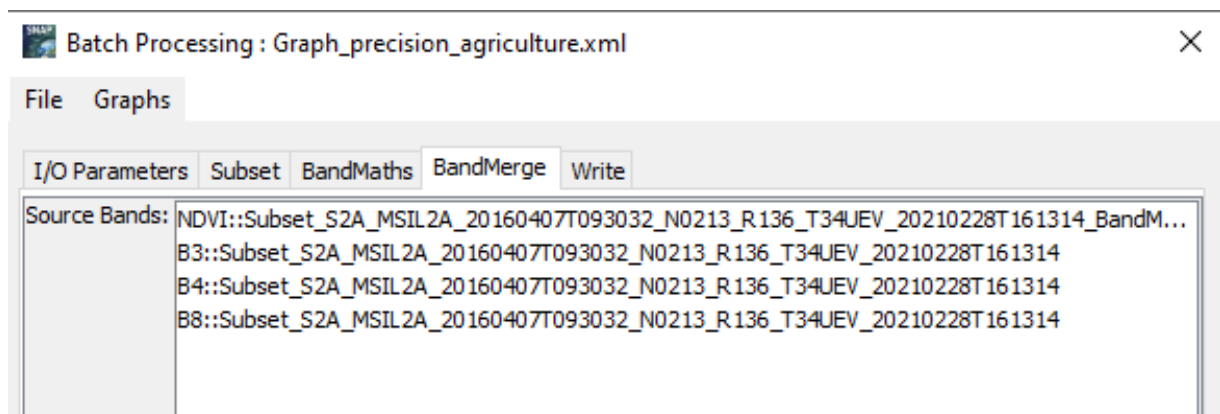 SNAP
Batch Processing : Graph_precision_agriculture.xml
File Graphs
I/O Parameters Subset BandMaths BandMerge Write
Source Bands: NDVI::Subset_S2A_MSIL2A_20160407T093032_N0213_R136_T34UEV_20210228T161314_BandM...
B3::Subset_S2A_MSIL2A_20160407T093032_N0213_R136_T34UEV_20210228T161314
B4::Subset_S2A_MSIL2A_20160407T093032_N0213_R136_T34UEV_20210228T161314
B8::Subset_S2A_MSIL2A_20160407T093032_N0213_R136_T34UEV_20210228T161314